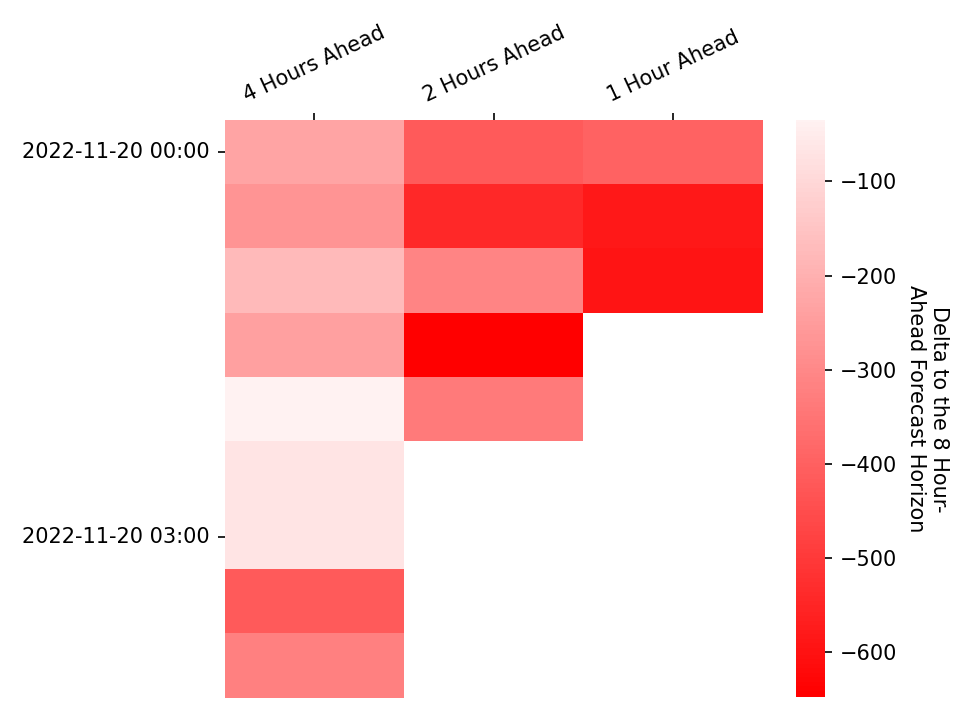 4 Hours Ahead
2 Hours Ahead
1 Hour Ahead
2022-11-20 00:00
2022-11-20 03:00
−100
−200
−300
−400
−500
−600
Delta to the 8 Hour-
Ahead Forecast Horizon